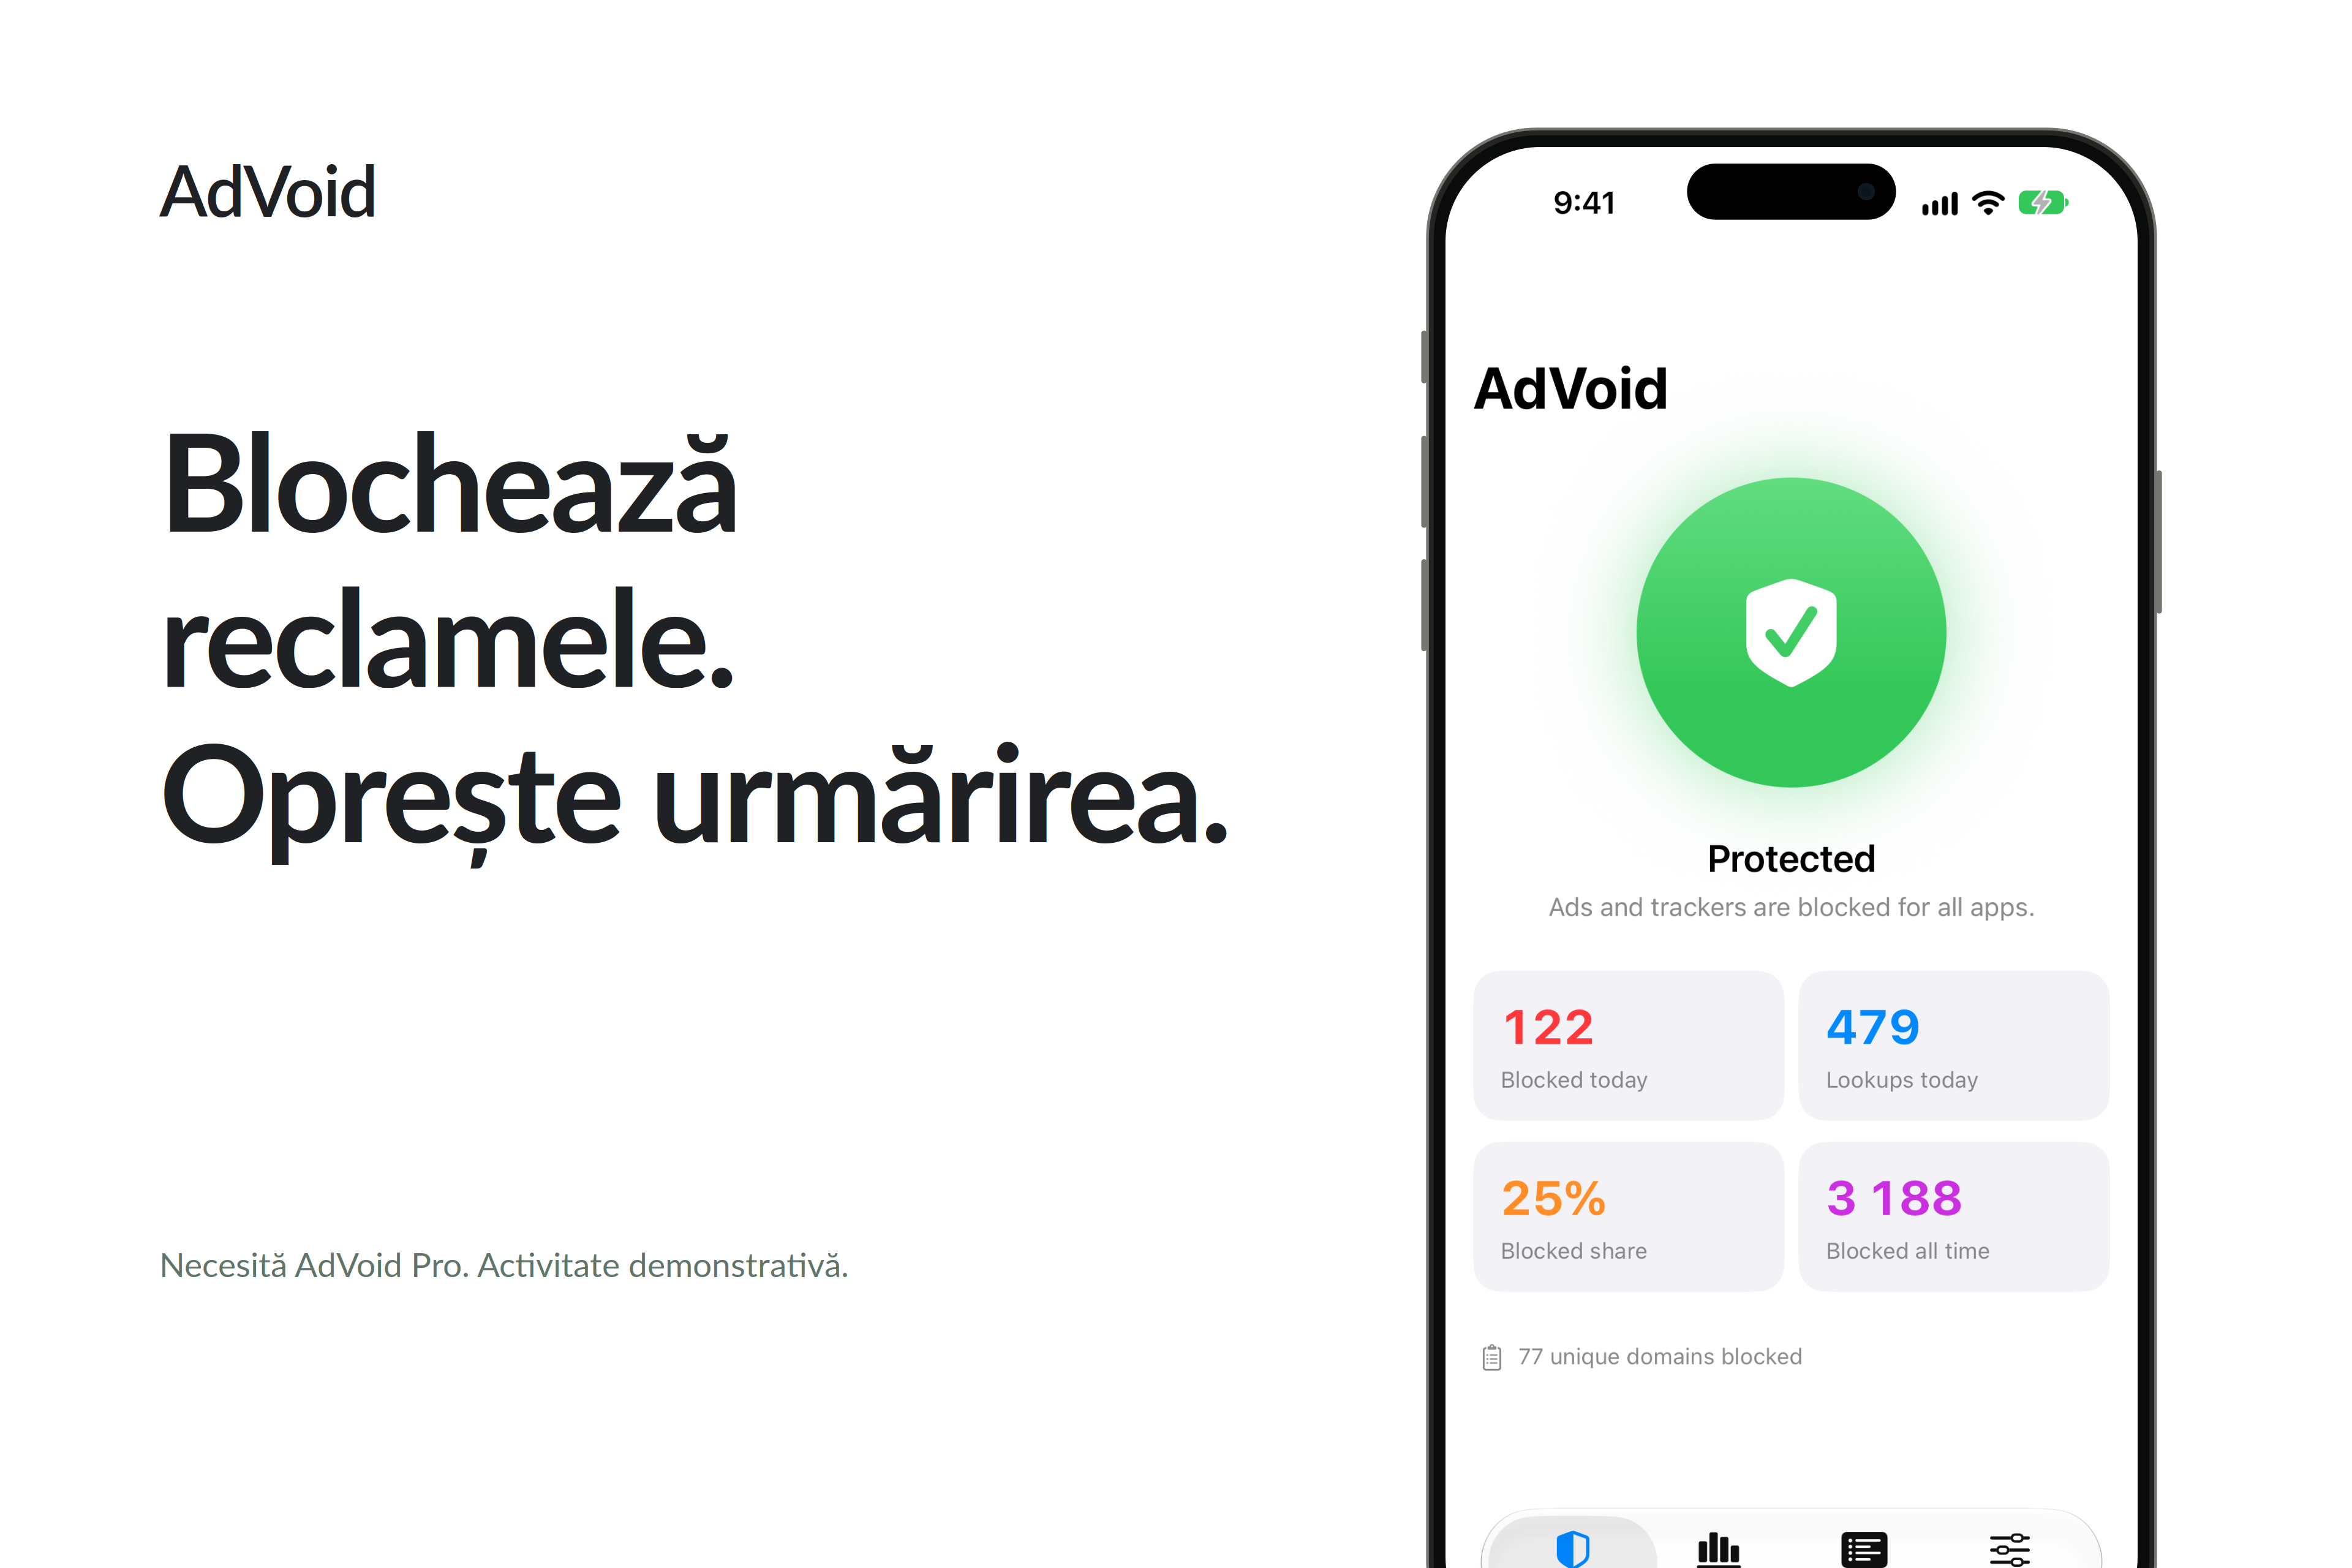 AdVoid
Blochează
reclamele.
Oprește urmărirea.
Necesită AdVoid Pro. Activitate demonstrativă.
9:41
AdVoid
Protected
Ads and trackers are blocked for all apps.
122
Blocked today
479
Lookups today
25%
Blocked share
3 188
Blocked all time
77 unique domains blocked